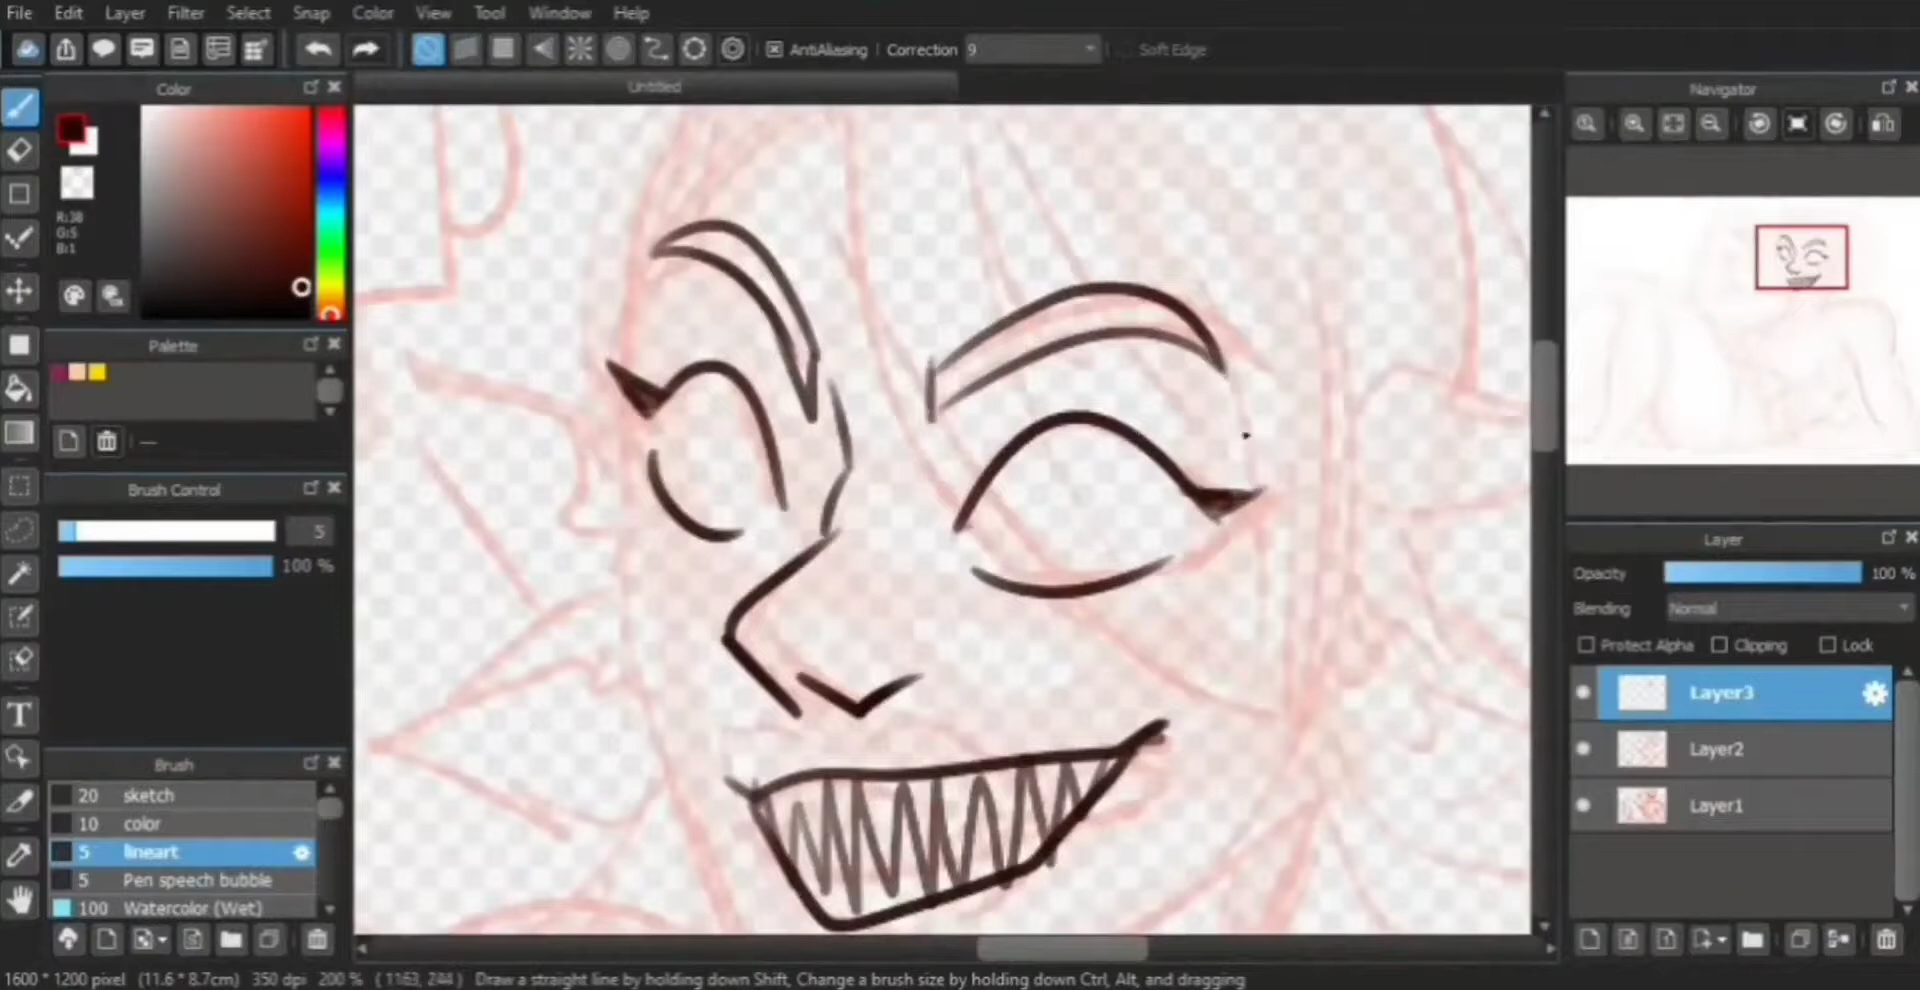 File Edit Layer Filter Select Snap Color View Tool Window Help
AntiAliasing Correction 9 Soft Edge
Color
Untitled
Navigator
R:38
G:5
B:1
Palette
Brush Control
5
100 %
Brush
20 sketch
10 color
5 lineart
5 Pen speech bubble
100 Watercolor (Wet)
Layer
Opacity 100 %
Blending Normal
Protect Alpha Clipping Lock
Layer3
Layer2
Layer1
1600 * 1200 pixel (11.6 * 8.7cm) 350 dpi 200 % ( 1163, 244 ) Draw a straight line by holding down Shift, Change a brush size by holding down Ctrl, Alt, and dragging